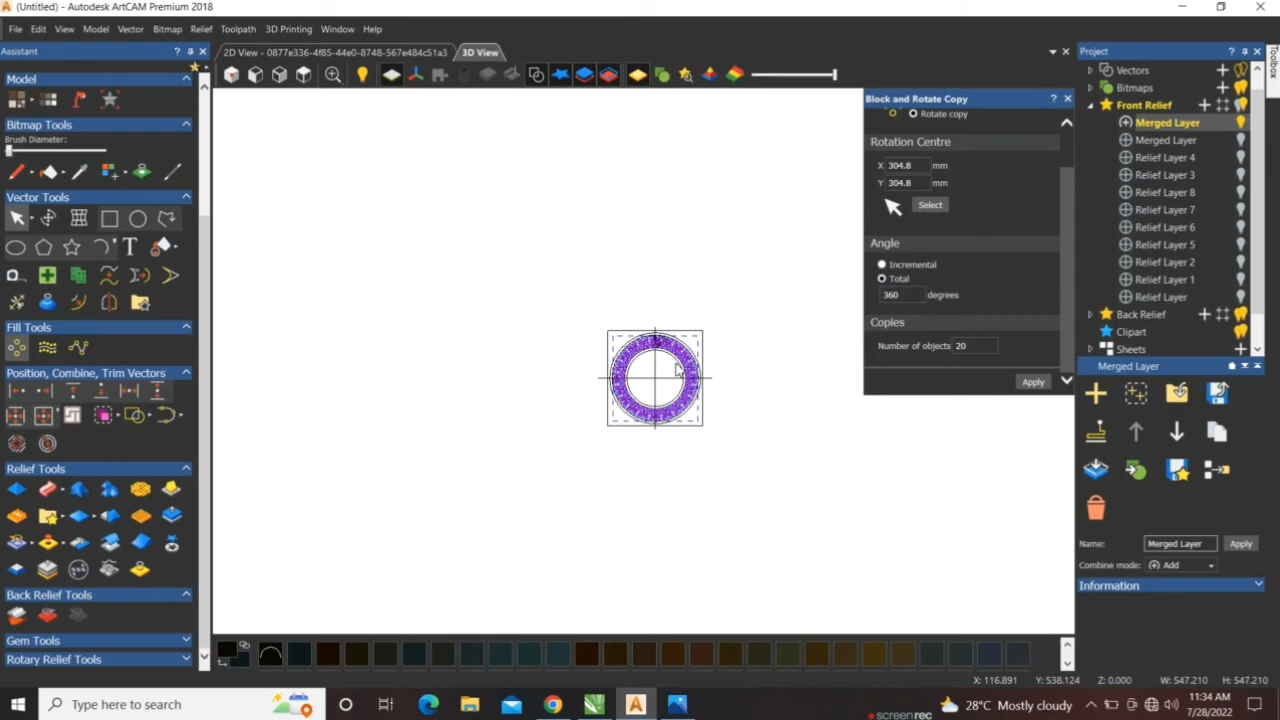 (Untitled) - Autodesk ArtCAM Premium 2018
File Edit View Model Vector Bitmap Relief Toolpath 3D Printing Window Help
Assistant
Model
Bitmap Tools
Brush Diameter:
Vector Tools
Fill Tools
Position, Combine, Trim Vectors
Relief Tools
Back Relief Tools
Gem Tools
Rotary Relief Tools
2D View - 0877e336-4f85-44e0-8748-567e484c51a3
3D View
Block and Rotate Copy
Rotate copy
Rotation Centre
X 304.8 mm
Y 304.8 mm
Select
Angle
Incremental
Total
360 degrees
Copies
Number of objects 20
Apply
Project
Toolbox
Vectors
Bitmaps
Front Relief
Merged Layer
Merged Layer
Relief Layer 4
Relief Layer 3
Relief Layer 8
Relief Layer 7
Relief Layer 6
Relief Layer 5
Relief Layer 2
Relief Layer 1
Relief Layer
Back Relief
Clipart
Sheets
Merged Layer
Name: Merged Layer Apply
Combine mode: Add
Information
X: 116.891 Y: 538.124 Z: 0.000 W: 547.210 H: 547.210
Type here to search
28°C Mostly cloudy
11:34 AM
7/28/2022
screenrec